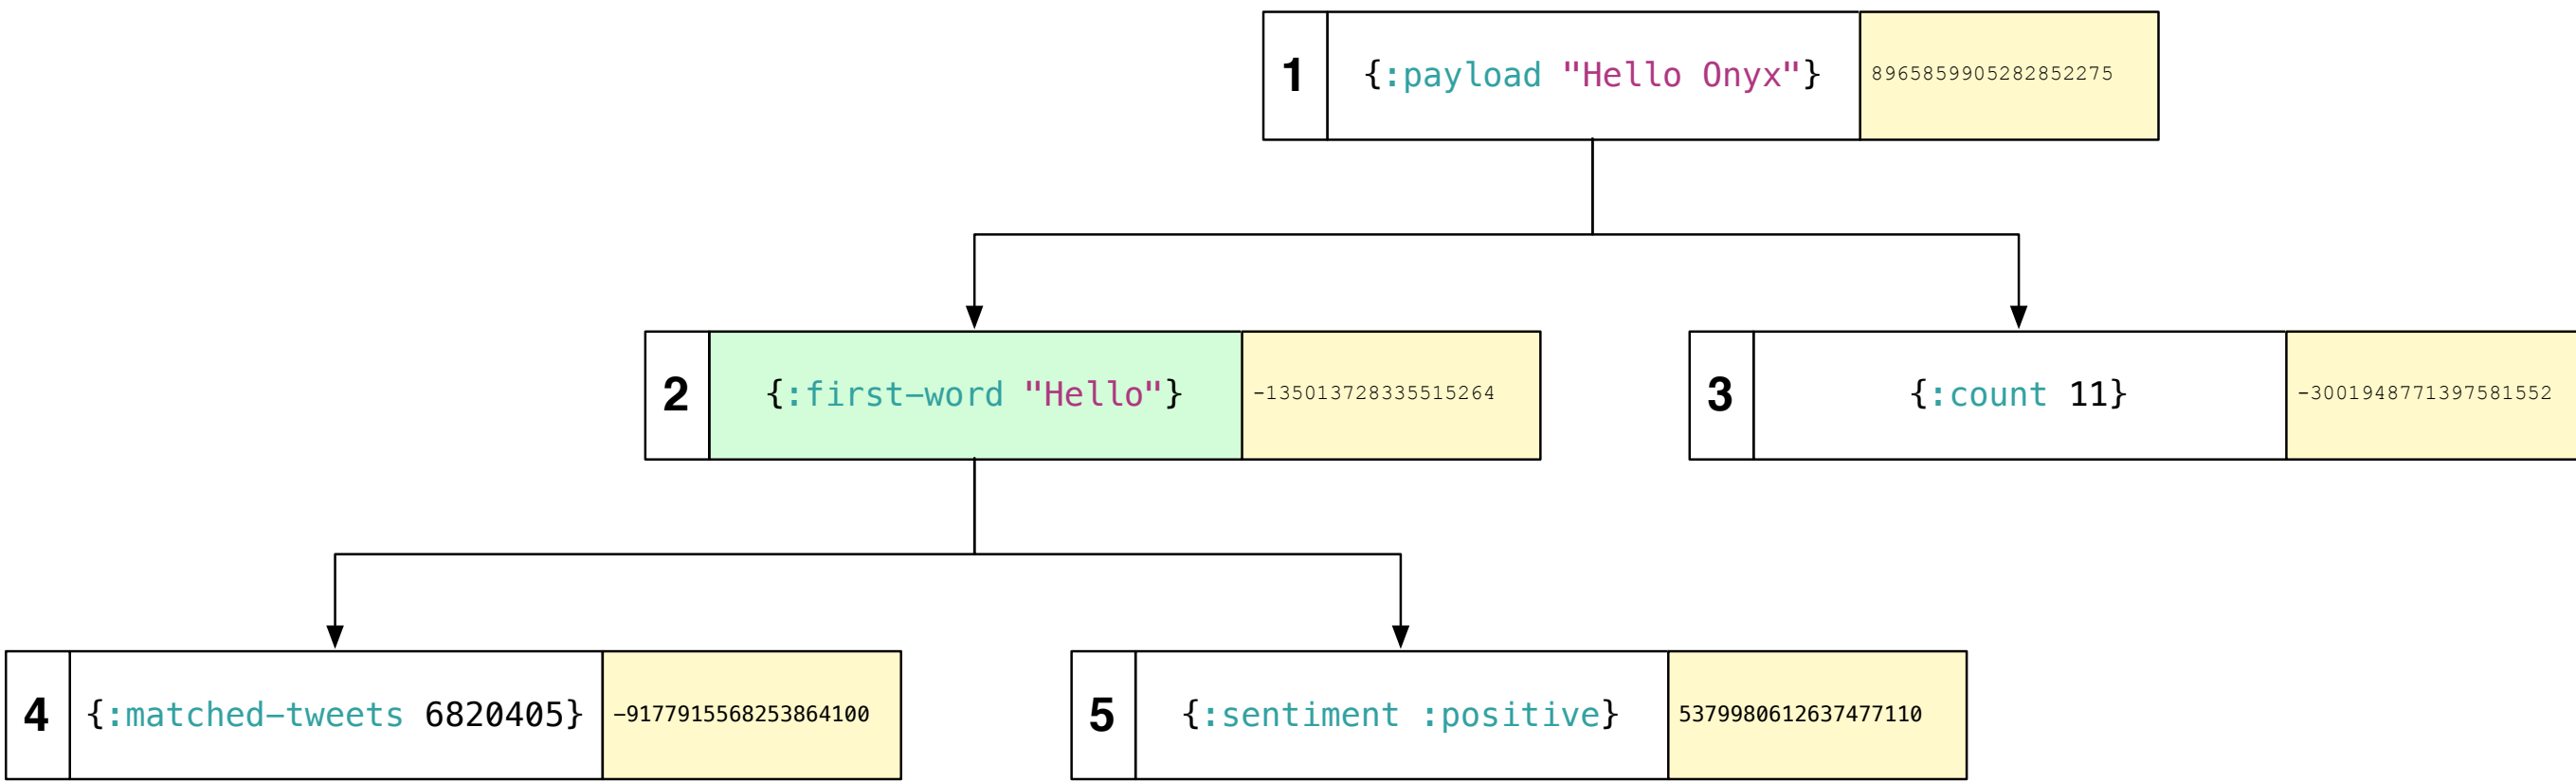 1 {:payload "Hello Onyx"} 8965859905282852275
2 {:first-word "Hello"} -135013728335515264
3 {:count 11} -3001948771397581552
4 {:matched-tweets 6820405} -9177915568253864100
5 {:sentiment :positive} 5379980612637477110